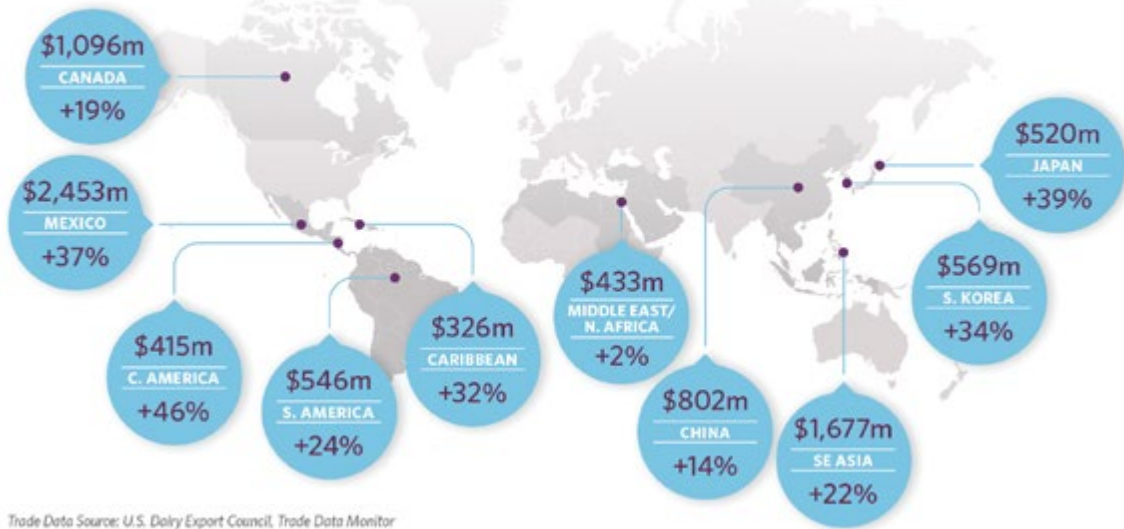 $1,096m
CANADA
+19%
$2,453m
MEXICO
+37%
$415m
C. AMERICA
+46%
$546m
S. AMERICA
+24%
$326m
CARIBBEAN
+32%
$433m
MIDDLE EAST/
N. AFRICA
+2%
$802m
CHINA
+14%
$1,677m
SE ASIA
+22%
$569m
S. KOREA
+34%
$520m
JAPAN
+39%
Trade Data Source: U.S. Dairy Export Council, Trade Data Monitor